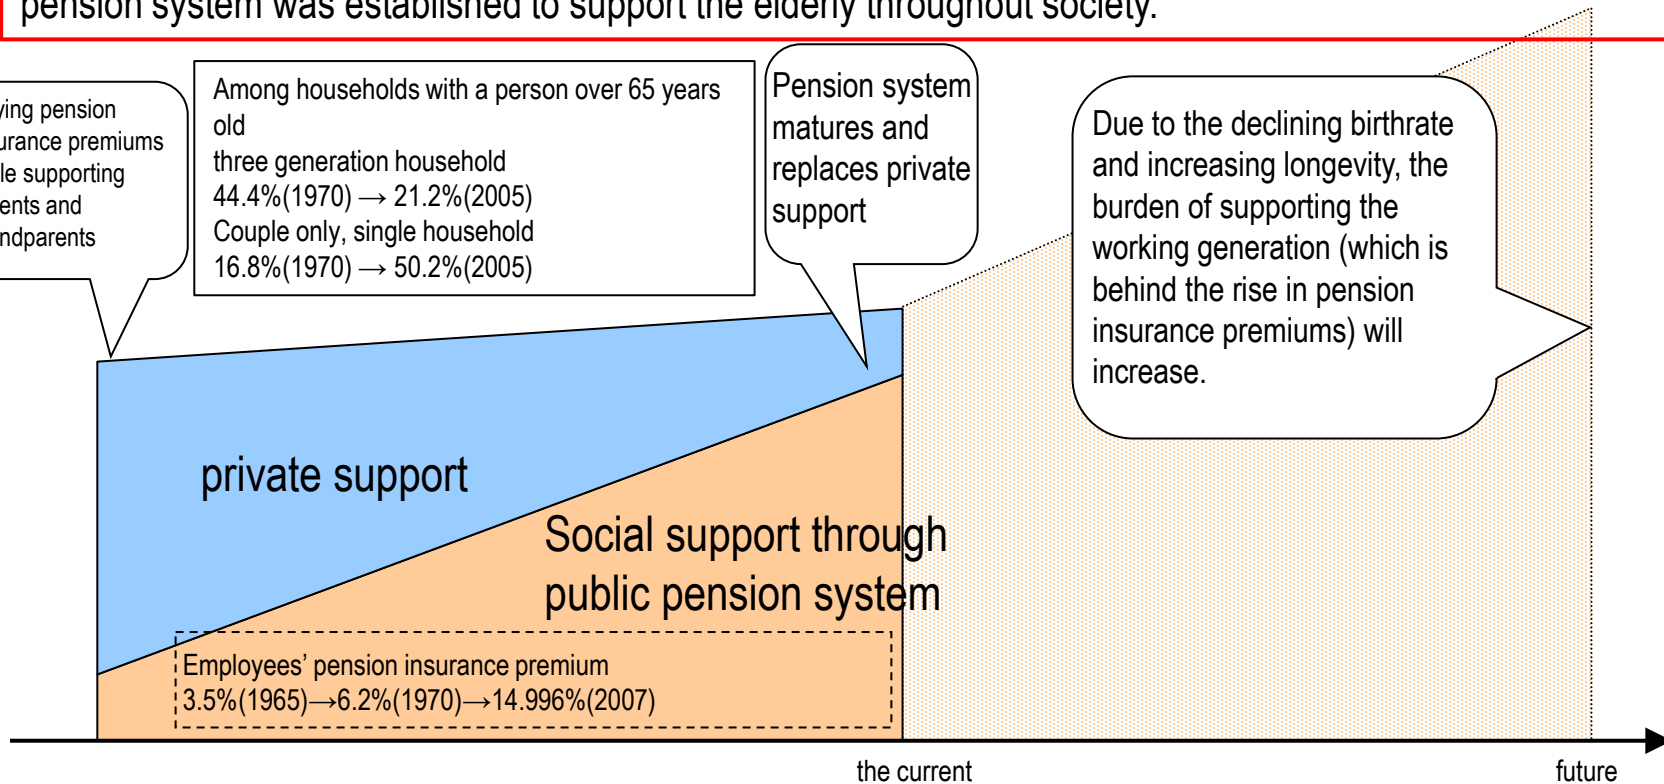 pension system was established to support the elderly throughout society.
pension
premiums
supporting
and
Among households with a person over 65 years
old
three generation household
44.4%(1970) → 21.2%(2005)
Couple only, single household
16.8%(1970) → 50.2%(2005)
Pension system
matures and
replaces private
support
Due to the declining birthrate
and increasing longevity, the
burden of supporting the
working generation (which is
behind the rise in pension
insurance premiums) will
increase.
private support
Social support through
public pension system
Employees’ pension insurance premium
3.5%(1965)→6.2%(1970)→14.996%(2007)
the current
future